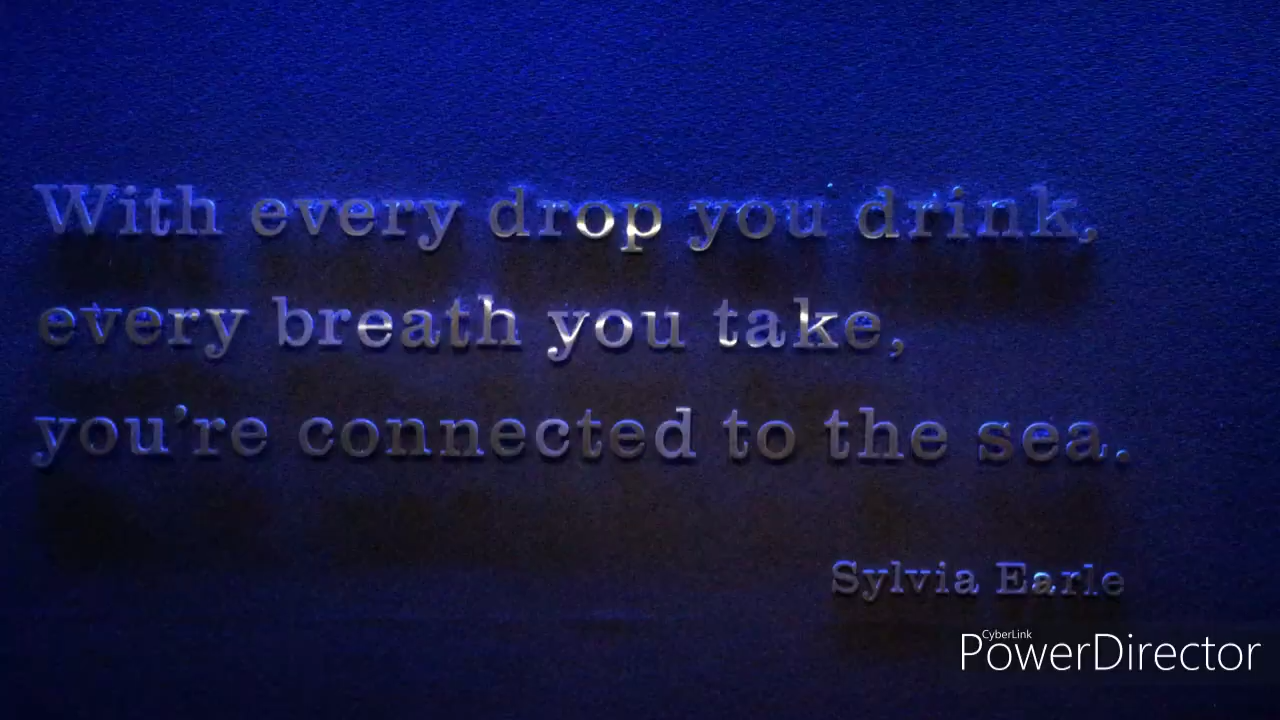 With every drop you drink,
every breath you take,
you're connected to the sea.
Sylvia Earle
CyberLink
PowerDirector